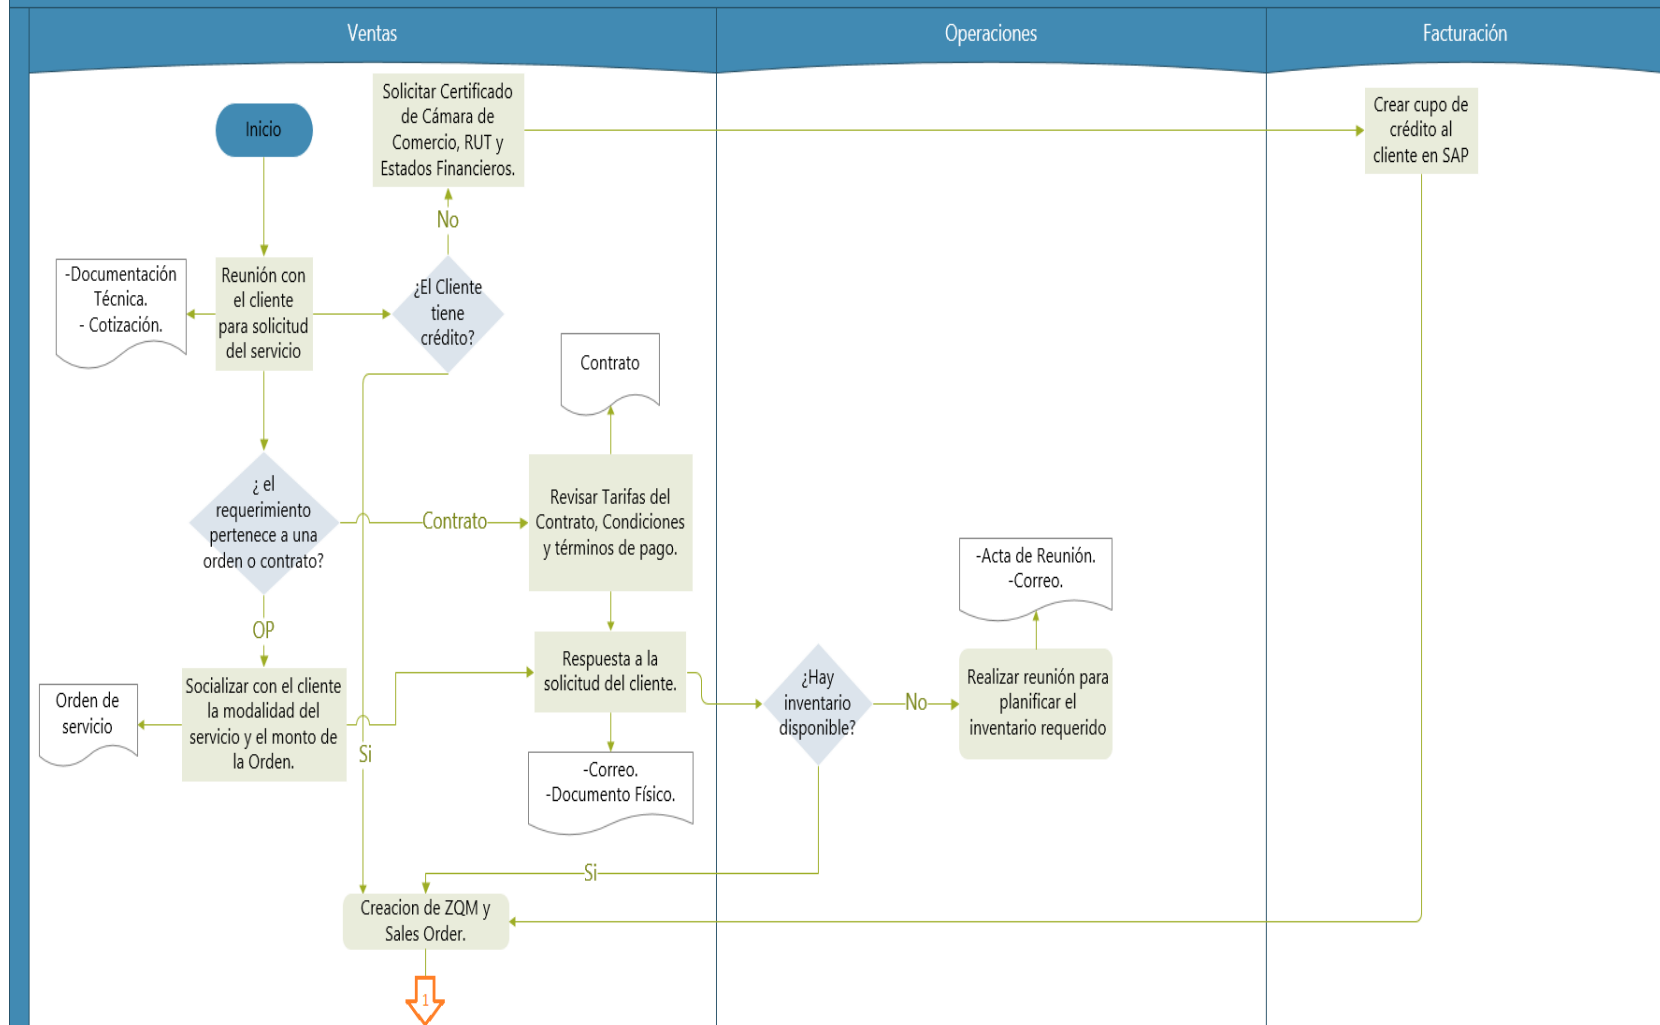 Ventas
Operaciones
Facturación
Inicio
Solicitar Certificado
de Cámara de
Comercio, RUT y
Estados Financieros.
Crear cupo de
crédito al
cliente en SAP
No
-Documentación
Técnica.
- Cotización.
Reunión con
el cliente
para solicitud
del servicio
¿El Cliente
tiene
crédito?
Contrato
¿ el
requerimiento
pertenece a una
orden o contrato?
Contrato
Revisar Tarifas del
Contrato, Condiciones
y términos de pago.
-Acta de Reunión.
-Correo.
OP
Orden de
servicio
Socializar con el cliente
la modalidad del
servicio y el monto de
la Orden.
Si
Respuesta a la
solicitud del cliente.
¿Hay
inventario
disponible?
No
Realizar reunión para
planificar el
inventario requerido
-Correo.
-Documento Físico.
Si
Creacion de ZQM y
Sales Order.
1